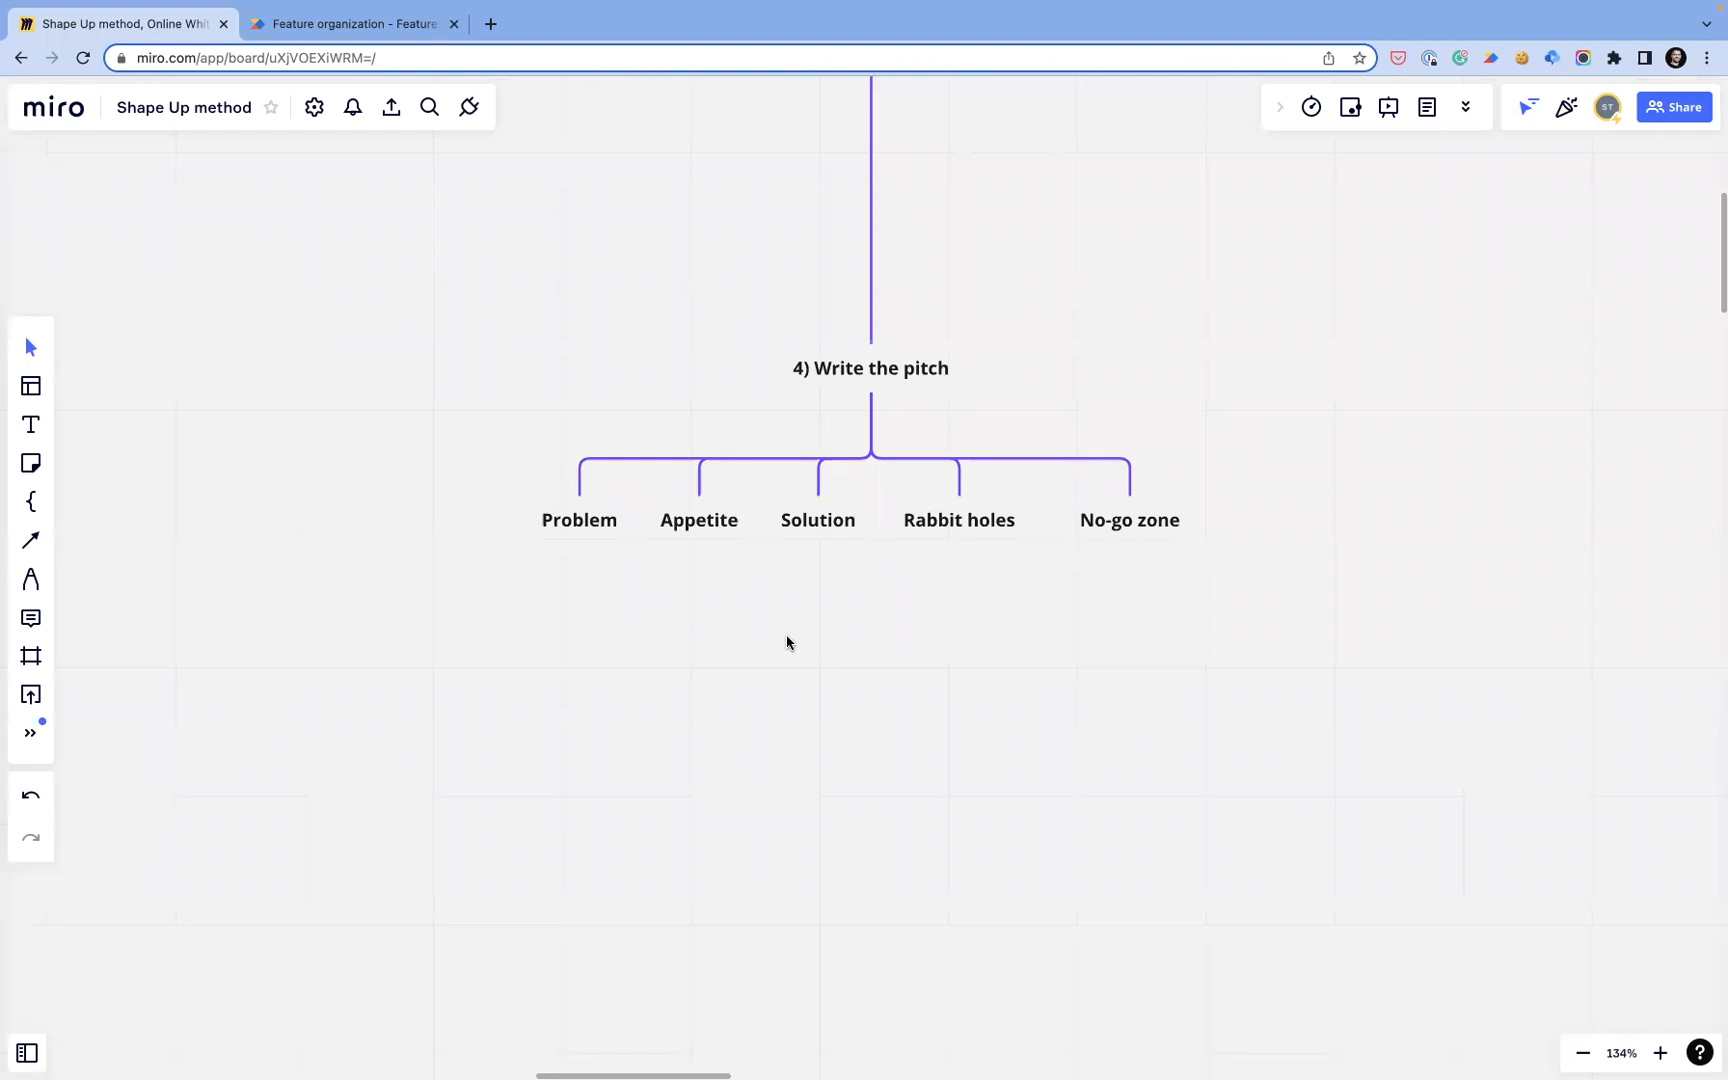 Shape Up method, Online Whi
Feature organization - Feature
miro.com/app/board/uXjVOEXiWRM=/
miro
Shape Up method
ST
Share
4) Write the pitch
Problem
Appetite
Solution
Rabbit holes
No-go zone
134%